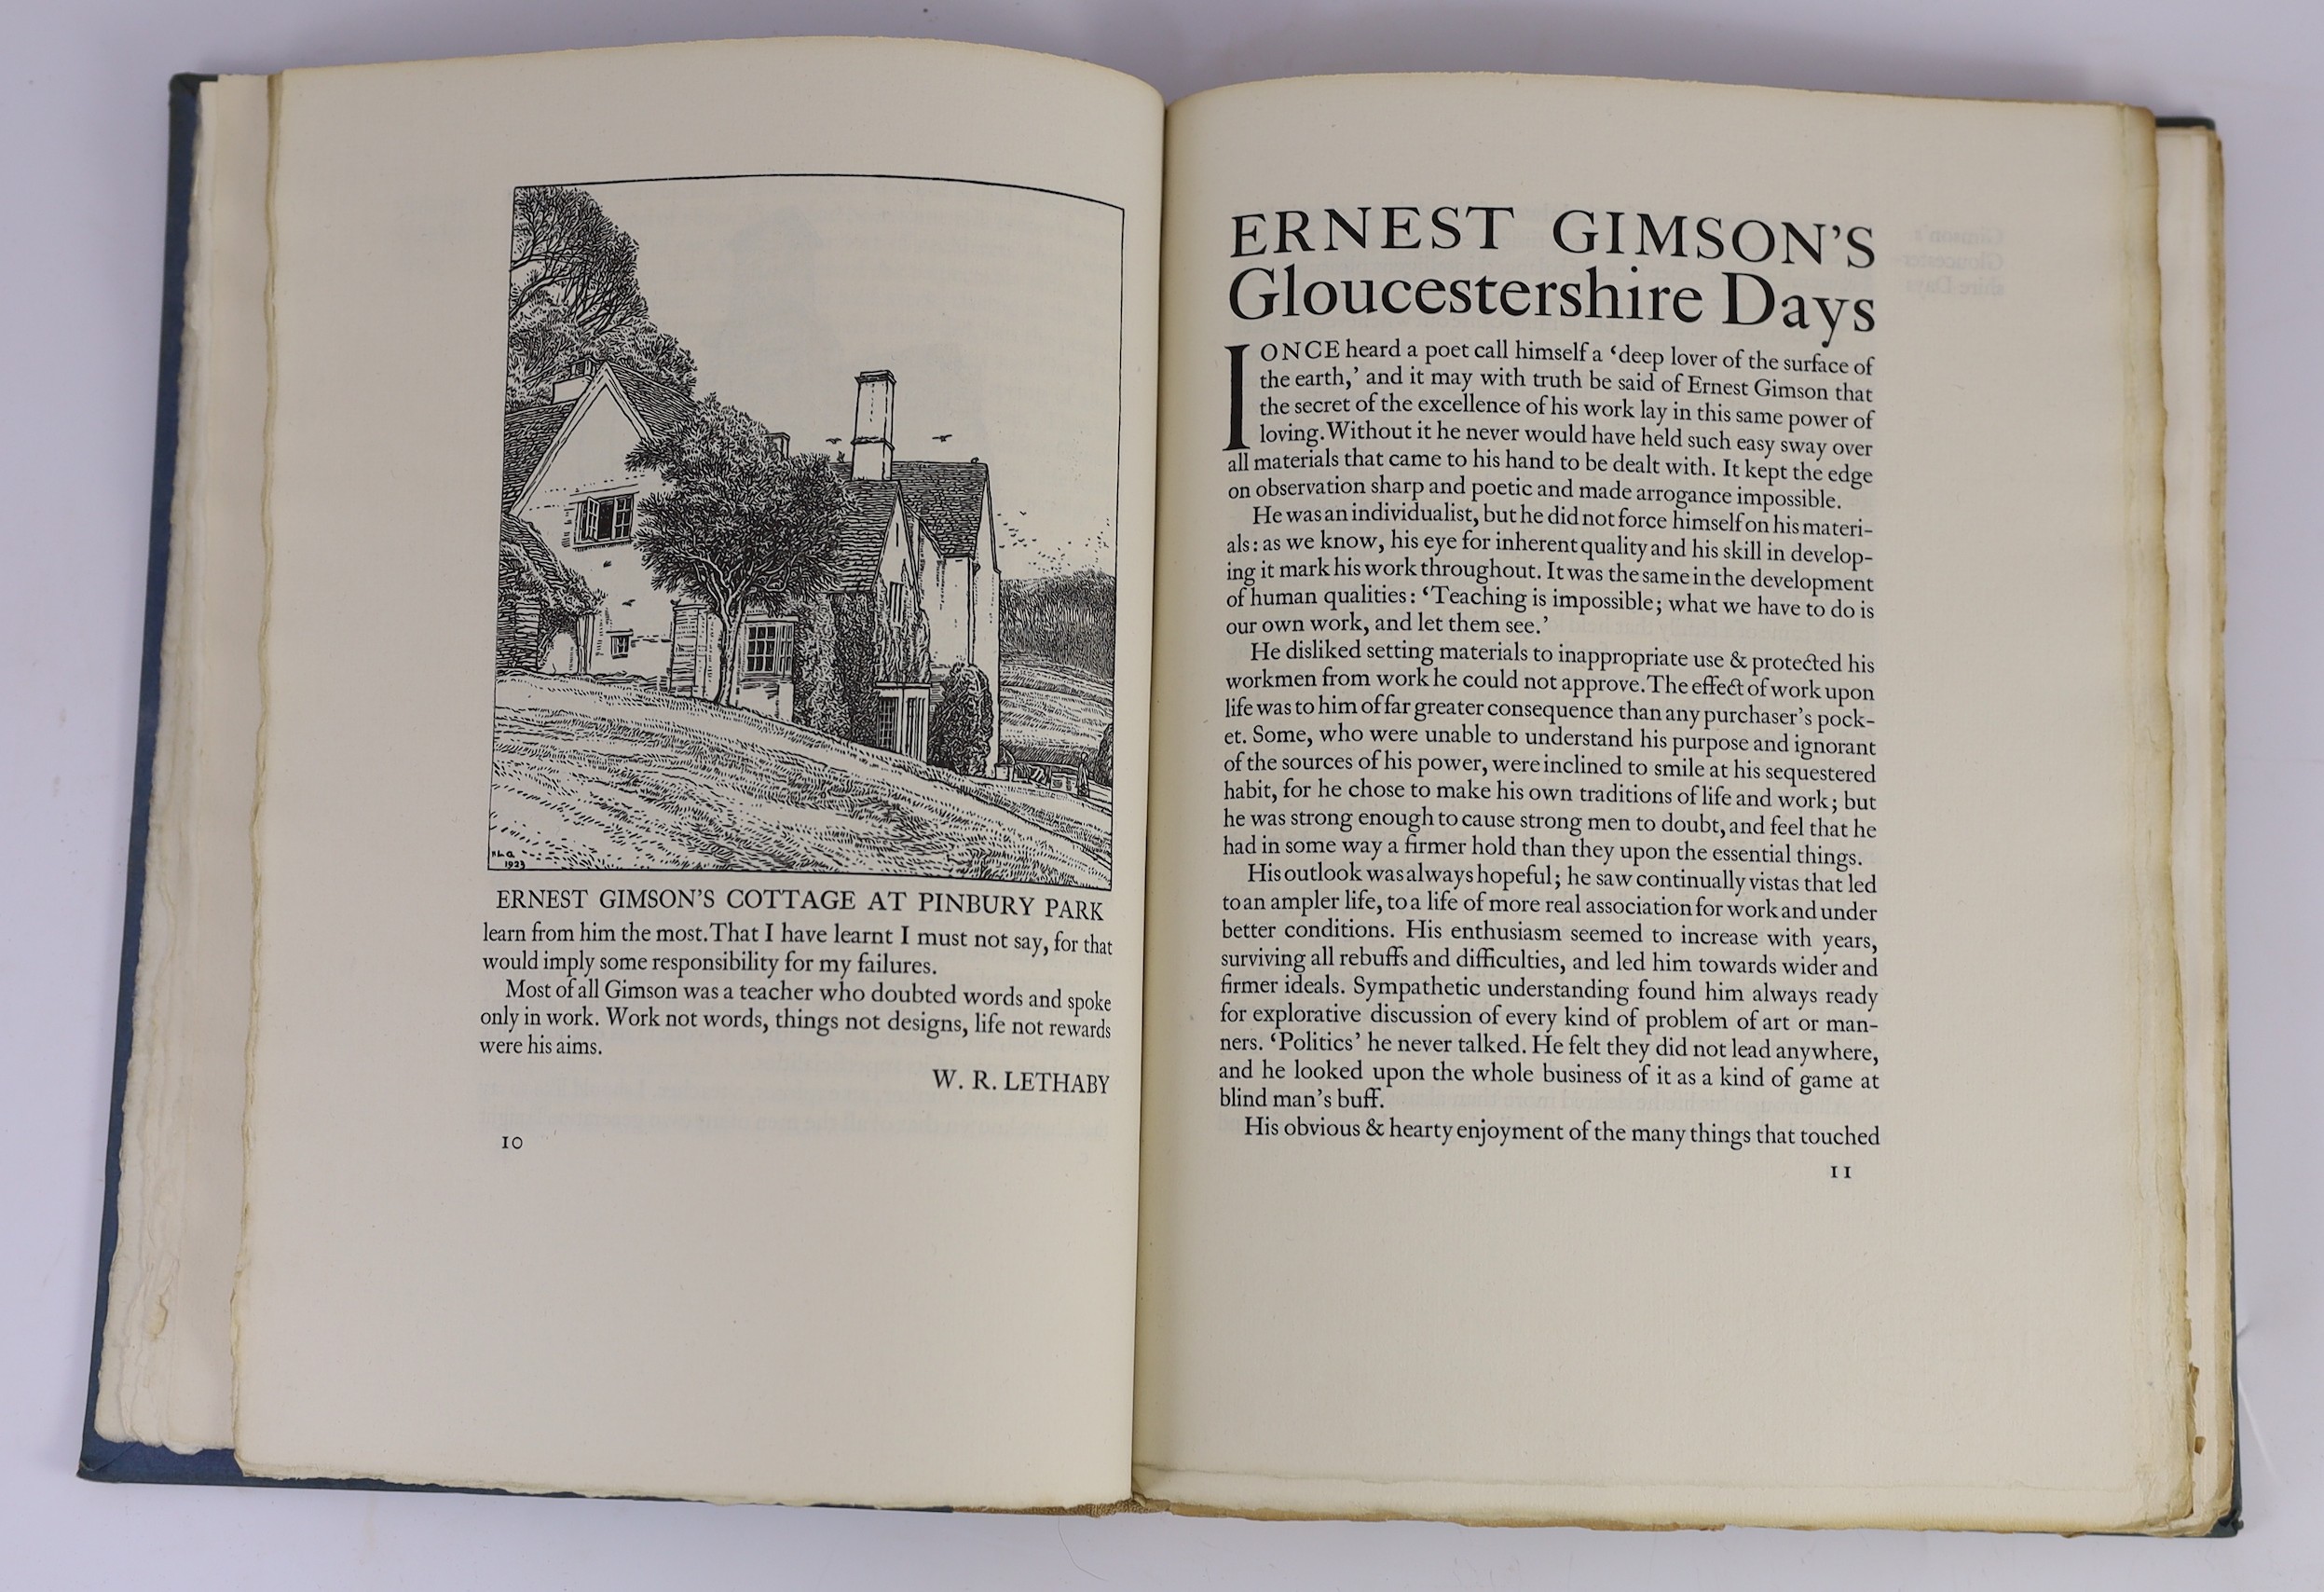 FLG
1923
ERNEST GIMSON'S COTTAGE AT PINBURY PARK
learn from him the most. That I have learnt I must not say, for that
would imply some responsibility for my failures.
Most of all Gimson was a teacher who doubted words and spoke
only in work. Work not words, things not designs, life not rewards
were his aims.
W. R. LETHABY
10
ERNEST GIMSON'S
Gloucestershire Days
I ONCE heard a poet call himself a ‘deep lover of the surface of
the earth,’ and it may with truth be said of Ernest Gimson that
the secret of the excellence of his work lay in this same power of
loving. Without it he never would have held such easy sway over
all materials that came to his hand to be dealt with. It kept the edge
on observation sharp and poetic and made arrogance impossible.
He was an individualist, but he did not force himself on his materi-
als: as we know, his eye for inherent quality and his skill in develop-
ing it mark his work throughout. It was the same in the development
of human qualities: ‘Teaching is impossible; what we have to do is
our own work, and let them see.’
He disliked setting materials to inappropriate use & protected his
workmen from work he could not approve. The effect of work upon
life was to him of far greater consequence than any purchaser's pock-
et. Some, who were unable to understand his purpose and ignorant
of the sources of his power, were inclined to smile at his sequestered
habit, for he chose to make his own traditions of life and work; but
he was strong enough to cause strong men to doubt, and feel that he
had in some way a firmer hold than they upon the essential things.
His outlook was always hopeful; he saw continually vistas that led
to an ampler life, to a life of more real association for work and under
better conditions. His enthusiasm seemed to increase with years,
surviving all rebuffs and difficulties, and led him towards wider and
firmer ideals. Sympathetic understanding found him always ready
for explorative discussion of every kind of problem of art or man-
ners. ‘Politics’ he never talked. He felt they did not lead anywhere,
and he looked upon the whole business of it as a kind of game at
blind man's buff.
His obvious & hearty enjoyment of the many things that touched
11